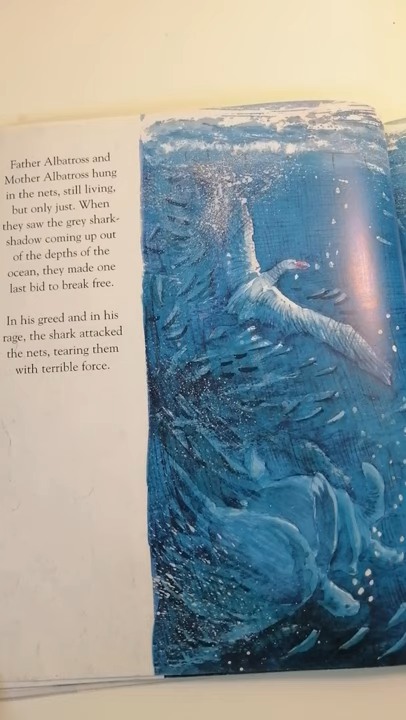 Father Albatross and
Mother Albatross hung
in the nets, still living,
but only just. When
they saw the grey shark-
shadow coming up out
of the depths of the
ocean, they made one
last bid to break free.
In his greed and in his
rage, the shark attacked
the nets, tearing them
with terrible force.